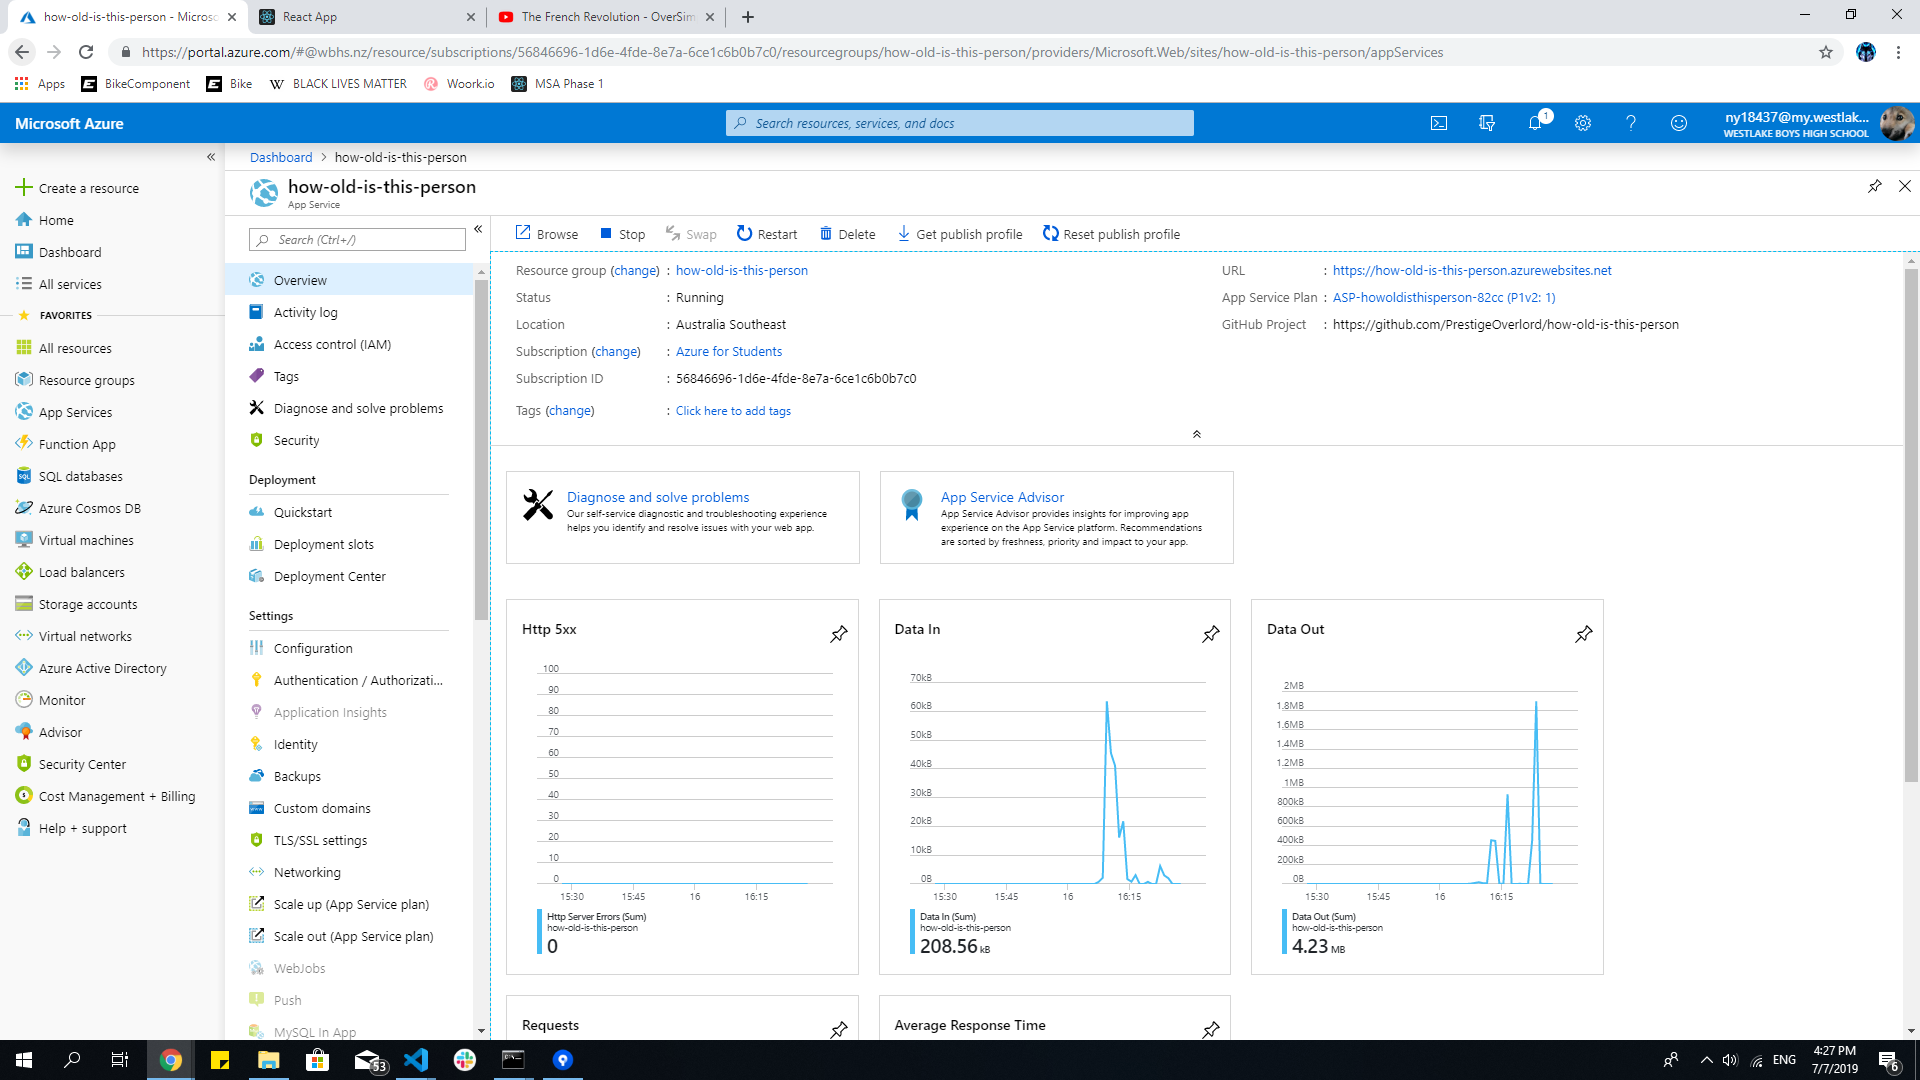 how-old-is-this-person - Microso
React App
The French Revolution - OverSim
https://portal.azure.com/#@wbhs.nz/resource/subscriptions/56846696-1d6e-4fde-8e7a-6ce1c6b0b7c0/resourcegroups/how-old-is-this-person/providers/Microsoft.Web/sites/how-old-is-this-person/appServices
Apps
BikeComponent
Bike
BLACK LIVES MATTER
Woork.io
MSA Phase 1
Microsoft Azure
Search resources, services, and docs
1
ny18437@my.westlak...
WESTLAKE BOYS HIGH SCHOOL
Create a resource
Home
Dashboard
All services
FAVORITES
All resources
Resource groups
App Services
Function App
SQL databases
Azure Cosmos DB
Virtual machines
Load balancers
Storage accounts
Virtual networks
Azure Active Directory
Monitor
Advisor
Security Center
Cost Management + Billing
Help + support
Dashboard > how-old-is-this-person
how-old-is-this-person
App Service
Search (Ctrl+/)
Overview
Activity log
Access control (IAM)
Tags
Diagnose and solve problems
Security
Deployment
Quickstart
Deployment slots
Deployment Center
Settings
Configuration
Authentication / Authorizati...
Application Insights
Identity
Backups
Custom domains
TLS/SSL settings
Networking
Scale up (App Service plan)
Scale out (App Service plan)
WebJobs
Push
MySQL In App
Browse
Stop
Swap
Restart
Delete
Get publish profile
Reset publish profile
Resource group (change) : how-old-is-this-person
Status : Running
Location : Australia Southeast
Subscription (change) : Azure for Students
Subscription ID : 56846696-1d6e-4fde-8e7a-6ce1c6b0b7c0
Tags (change) : Click here to add tags
URL : https://how-old-is-this-person.azurewebsites.net
App Service Plan : ASP-howoldisthisperson-82cc (P1v2: 1)
GitHub Project : https://github.com/PrestigeOverlord/how-old-is-this-person
Diagnose and solve problems
Our self-service diagnostic and troubleshooting experience
helps you identify and resolve issues with your web app.
App Service Advisor
App Service Advisor provides insights for improving app
experience on the App Service platform. Recommendations
are sorted by freshness, priority and impact to your app.
Http 5xx
100
90
80
70
60
50
40
30
20
10
0
15:30 15:45 16 16:15
Http Server Errors (Sum)
how-old-is-this-person
0
Data In
70kB
60kB
50kB
40kB
30kB
20kB
10kB
0B
15:30 15:45 16 16:15
Data In (Sum)
how-old-is-this-person
208.56 kB
Data Out
2MB
1.8MB
1.6MB
1.4MB
1.2MB
1MB
800kB
600kB
400kB
200kB
0B
15:30 15:45 16 16:15
Data Out (Sum)
how-old-is-this-person
4.23 MB
Requests
Average Response Time
53
ENG
4:27 PM
7/7/2019
6